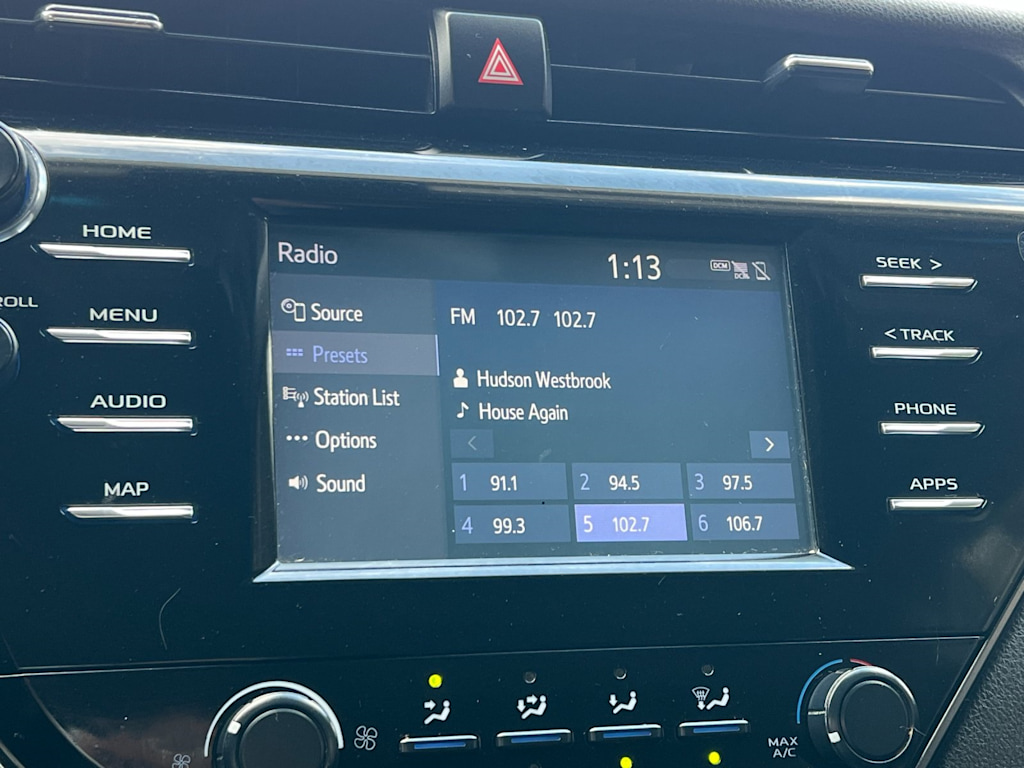 HOME
MENU
AUDIO
MAP
Radio
1:13
DCM
DCM
Source
Presets
Station List
Options
Sound
FM 102.7 102.7
Hudson Westbrook
House Again
< >
1 91.1 2 94.5 3 97.5
4 99.3 5 102.7 6 106.7
SEEK >
< TRACK
PHONE
APPS
MAX
A/C